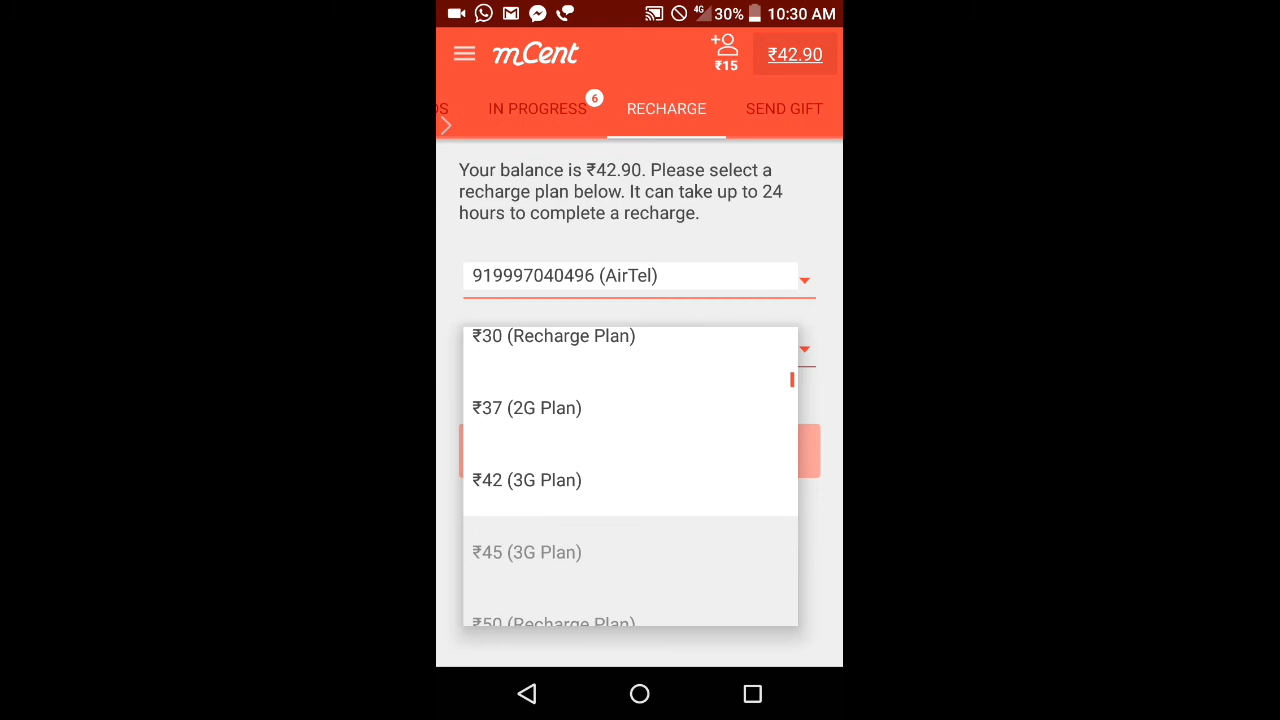 4G 30% 10:30 AM
mCent ₹15 ₹42.90
IN PROGRESS 6 RECHARGE SEND GIFT
Your balance is ₹42.90. Please select a
recharge plan below. It can take up to 24
hours to complete a recharge.
919997040496 (AirTel)
₹30 (Recharge Plan)
₹37 (2G Plan)
₹42 (3G Plan)
₹45 (3G Plan)
₹50 (Recharge Plan)